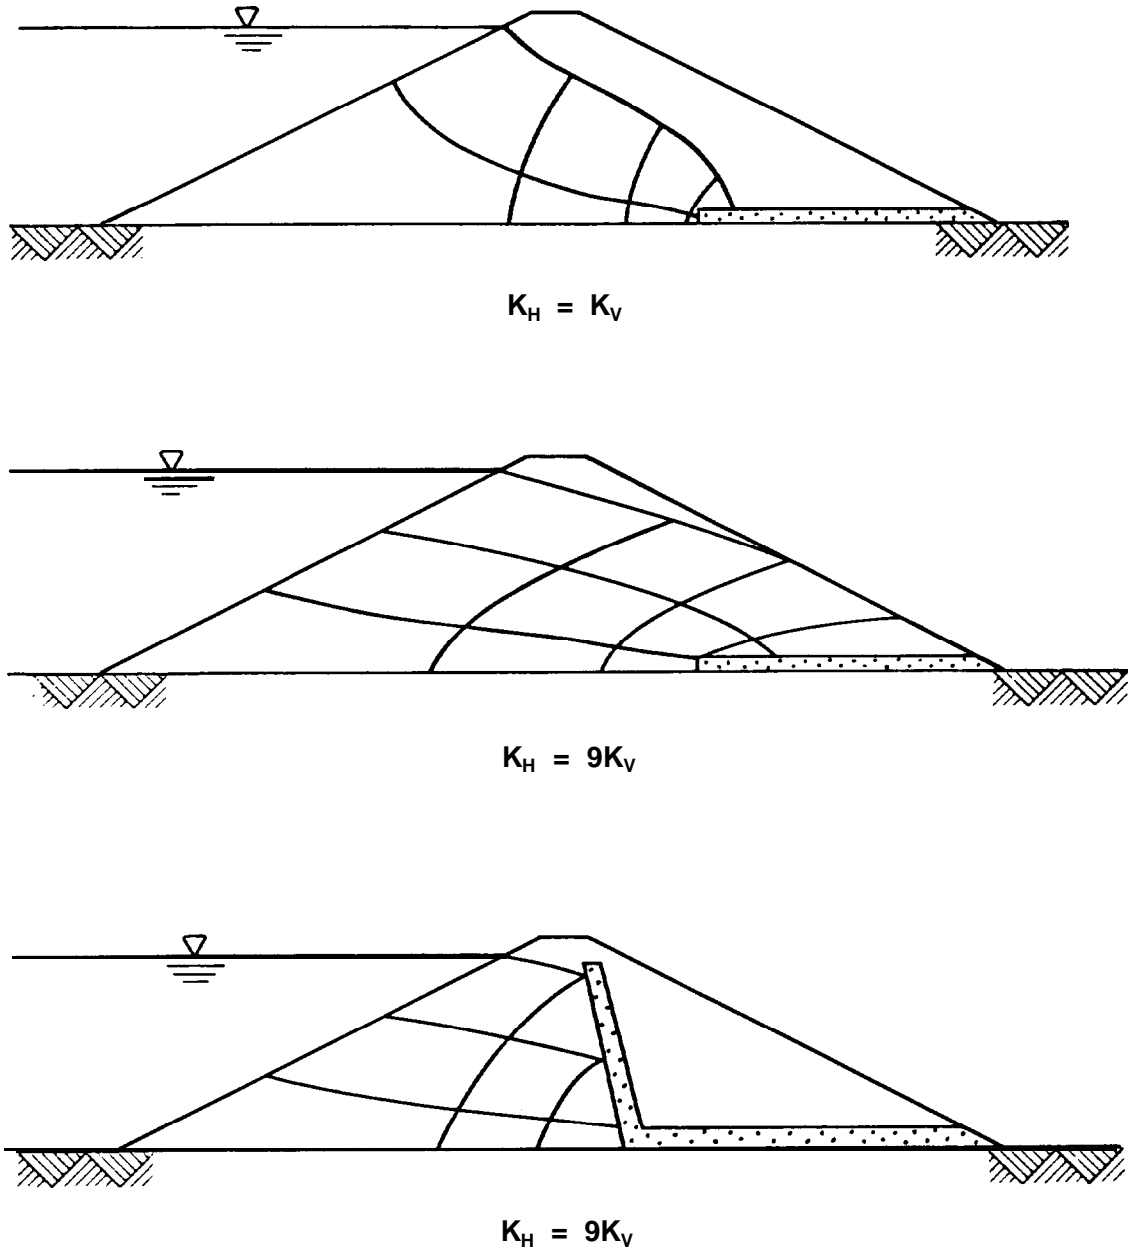 K_H = K_V
K_H = 9K_V
K_H = 9K_V